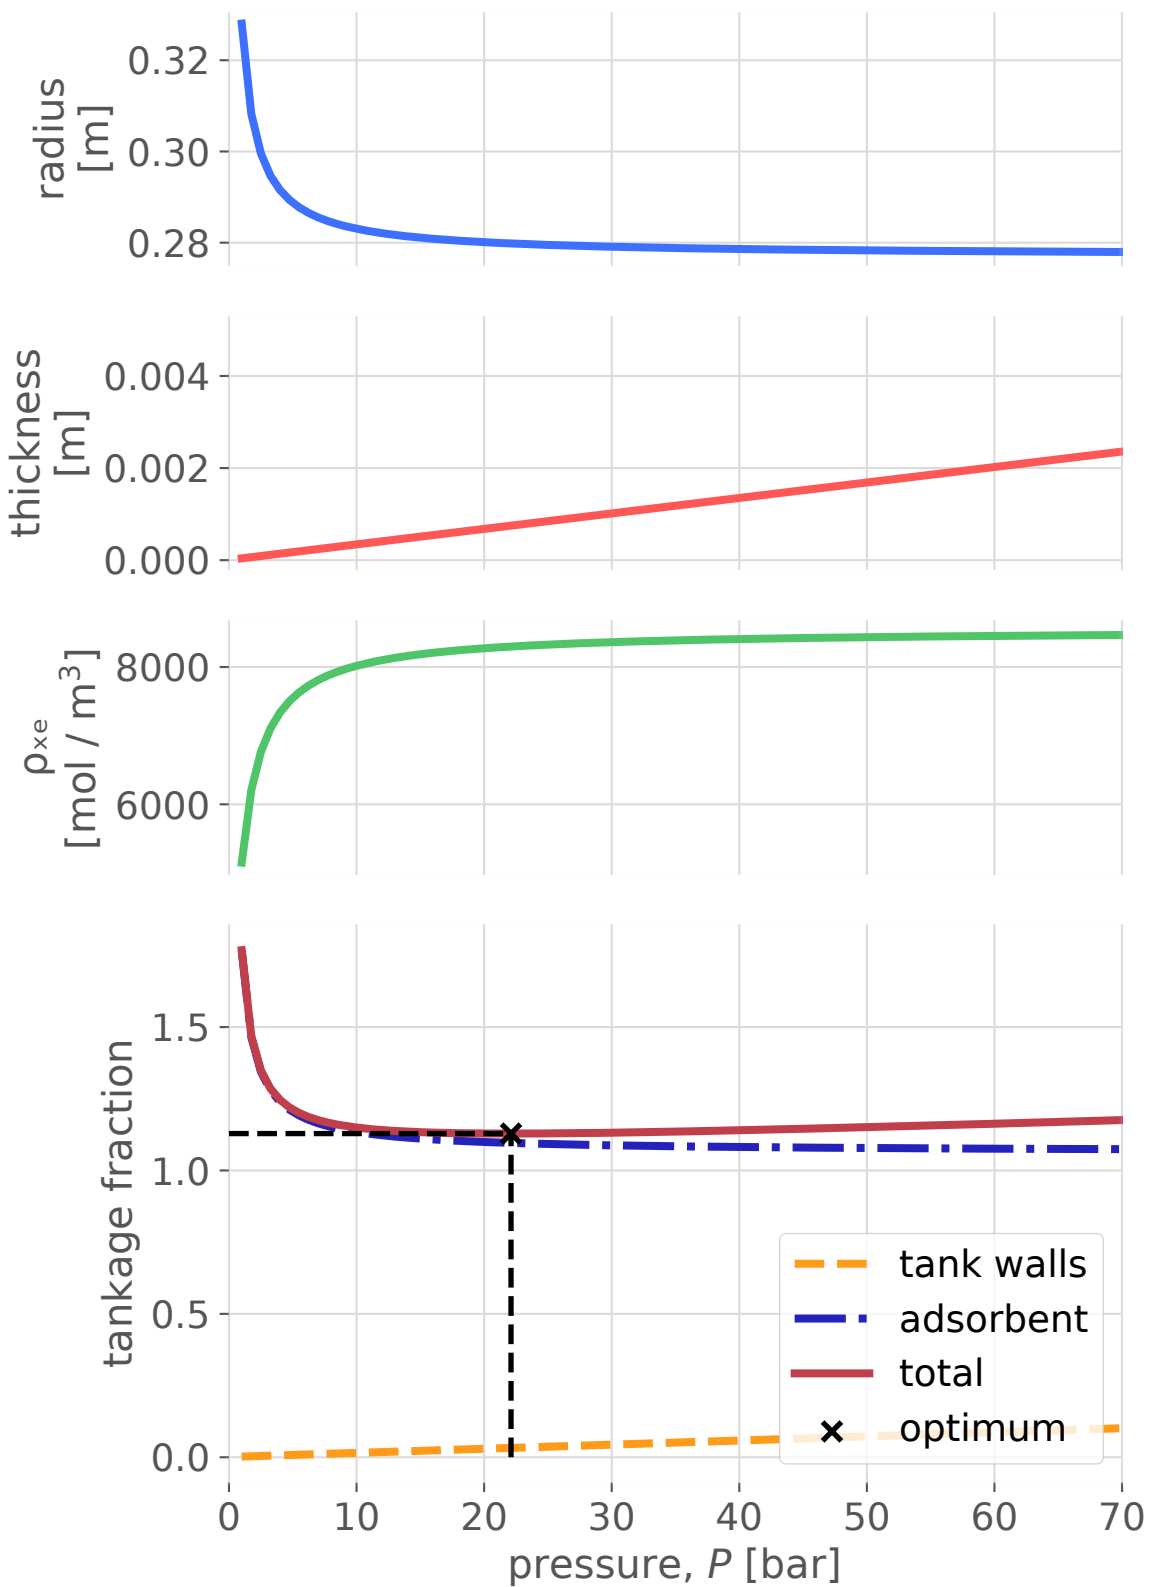 radius
[m]
0.32
0.30
0.28
thickness
[m]
0.004
0.002
0.000
ρₓₑ
[mol / m³]
8000
6000
tankage fraction
1.5
1.0
0.5
0.0
tank walls
adsorbent
total
optimum
0 10 20 30 40 50 60 70
pressure, P [bar]